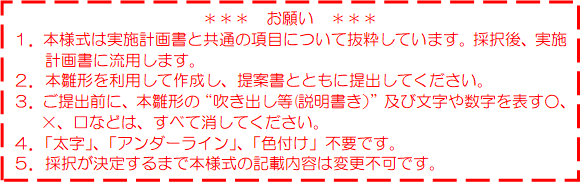 ＊＊＊　お願い　＊＊＊
１．本様式は実施計画書と共通の項目について抜粋しています。採択後、実施
計画書に流用します。
２．本雛形を利用して作成し、提案書とともに提出してください。
３．ご提出前に、本雛形の“吹き出し等(説明書き)”及び文字や数字を表す〇、
×、口などは、すべて消してください。
４．「太字」、「アンダーライン」、「色付け」不要です。
５．採択が決定するまで本様式の記載内容は変更不可です。